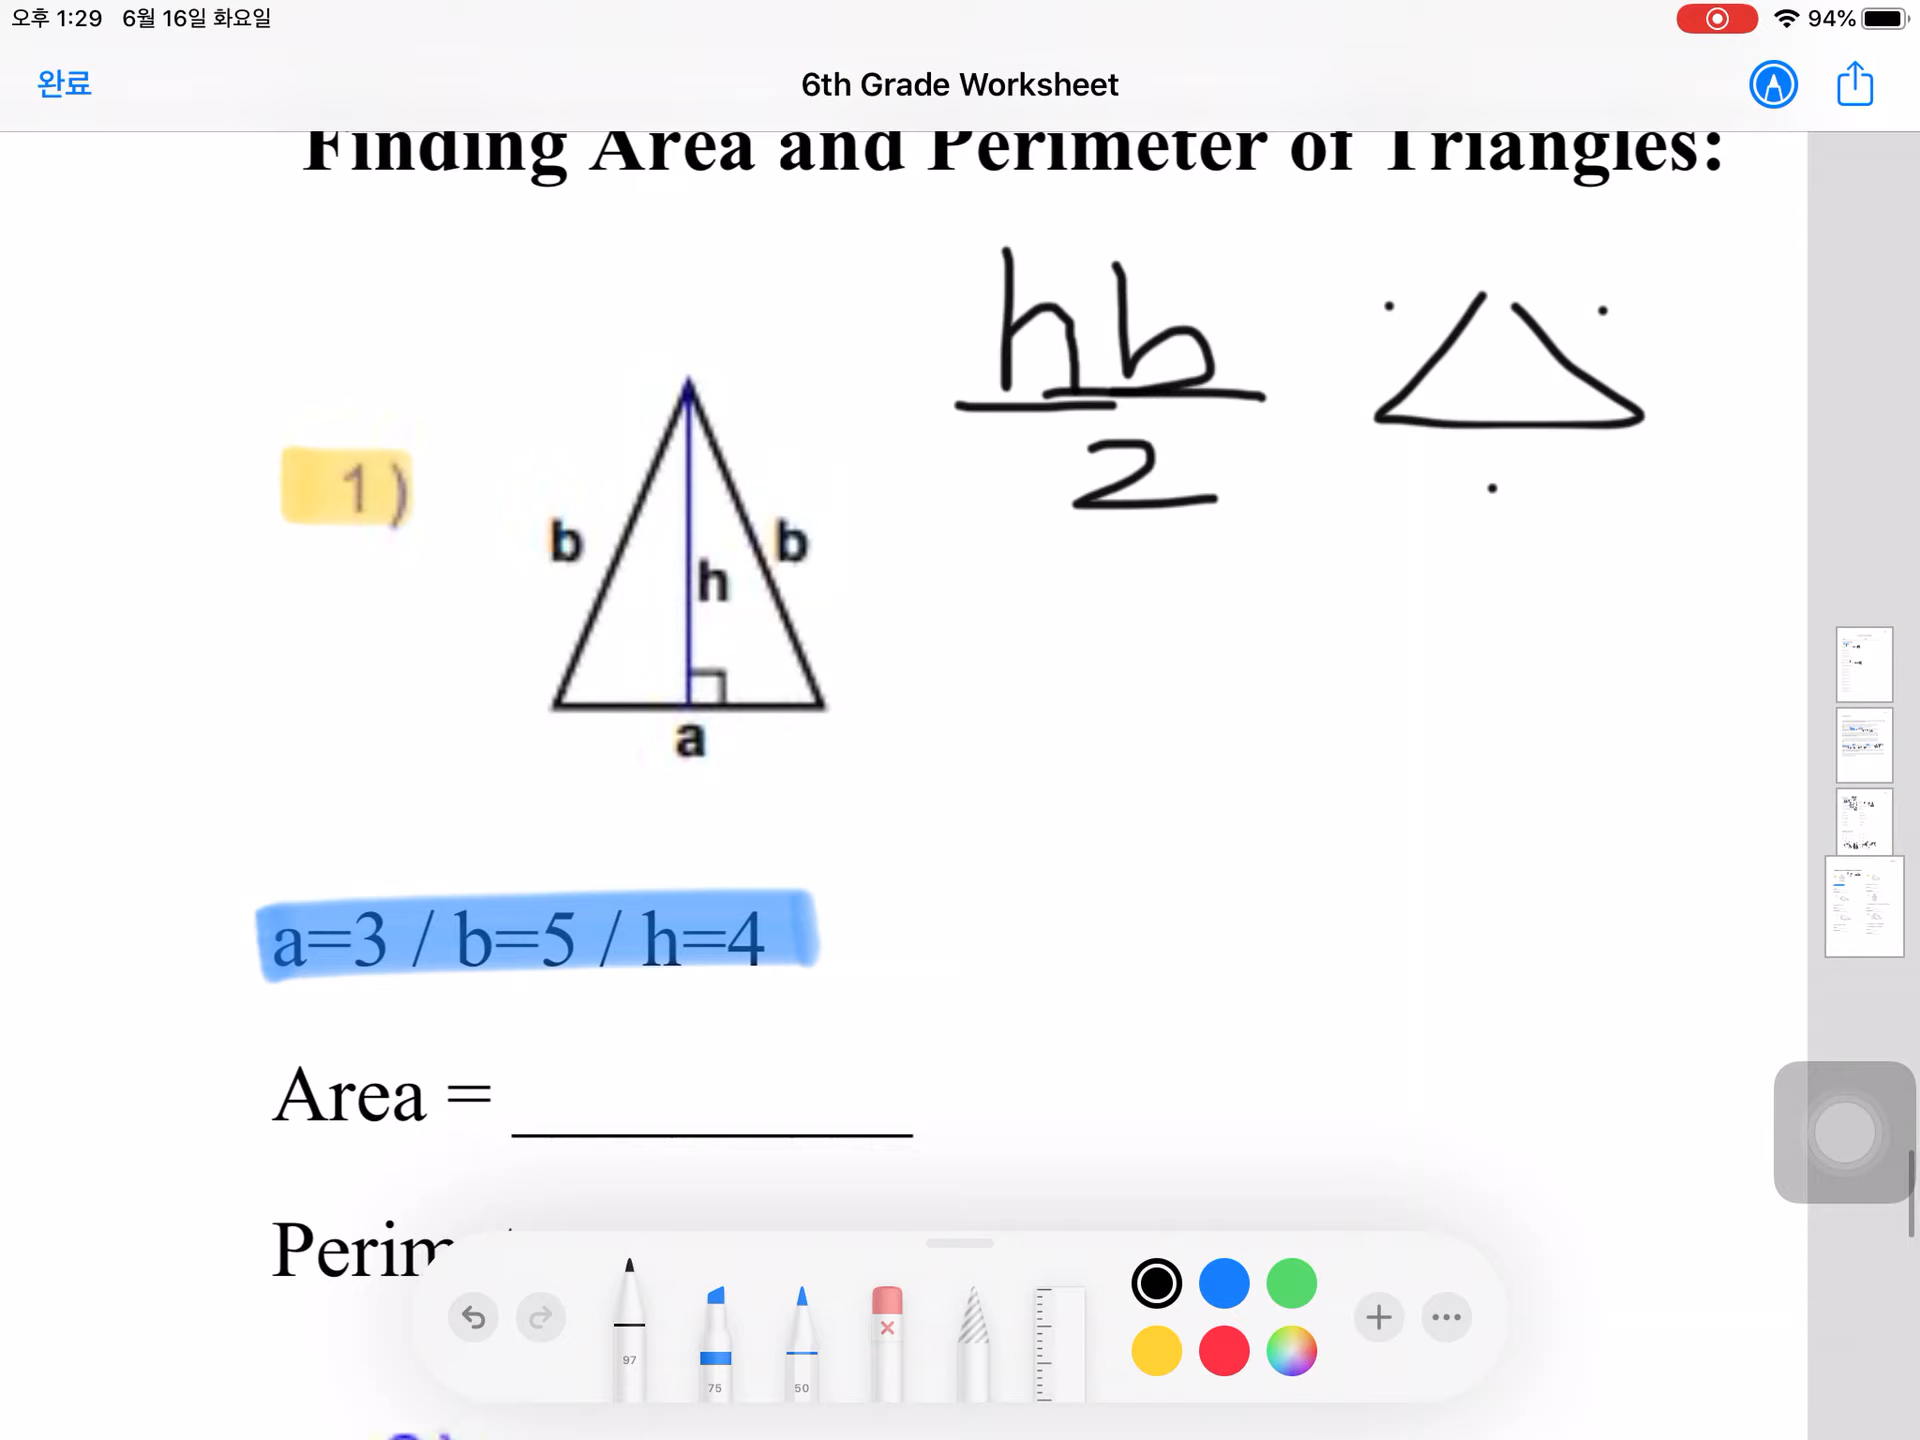 오후 1:29 6월 16일 화요일 94%
완료 6th Grade Worksheet
Finding Area and Perimeter of Triangles:
hb
2
1)
b b
h
a
a=3 / b=5 / h=4
Area = ____________
97 75 50